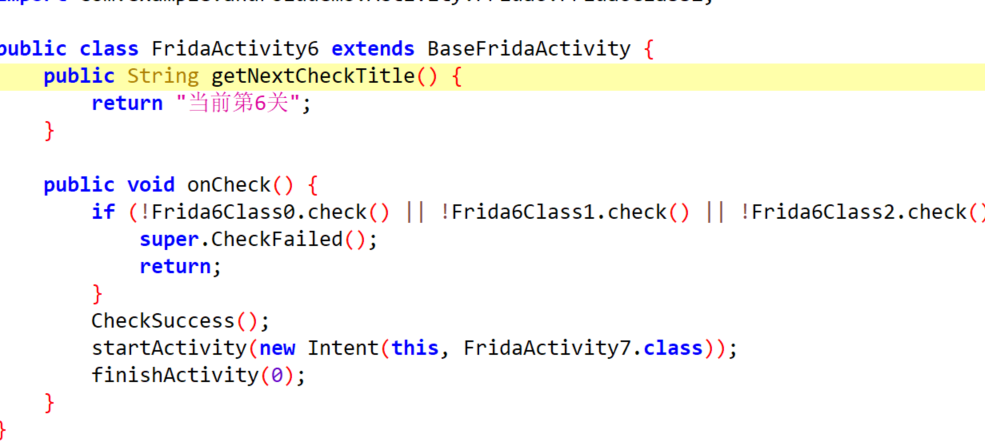 public class FridaActivity6 extends BaseFridaActivity {
public String getNextCheckTitle() {
return "当前第6关";
}
public void onCheck() {
if (!Frida6Class0.check() || !Frida6Class1.check() || !Frida6Class2.check()
super.CheckFailed();
return;
}
CheckSuccess();
startActivity(new Intent(this, FridaActivity7.class));
finishActivity(0);
}
}